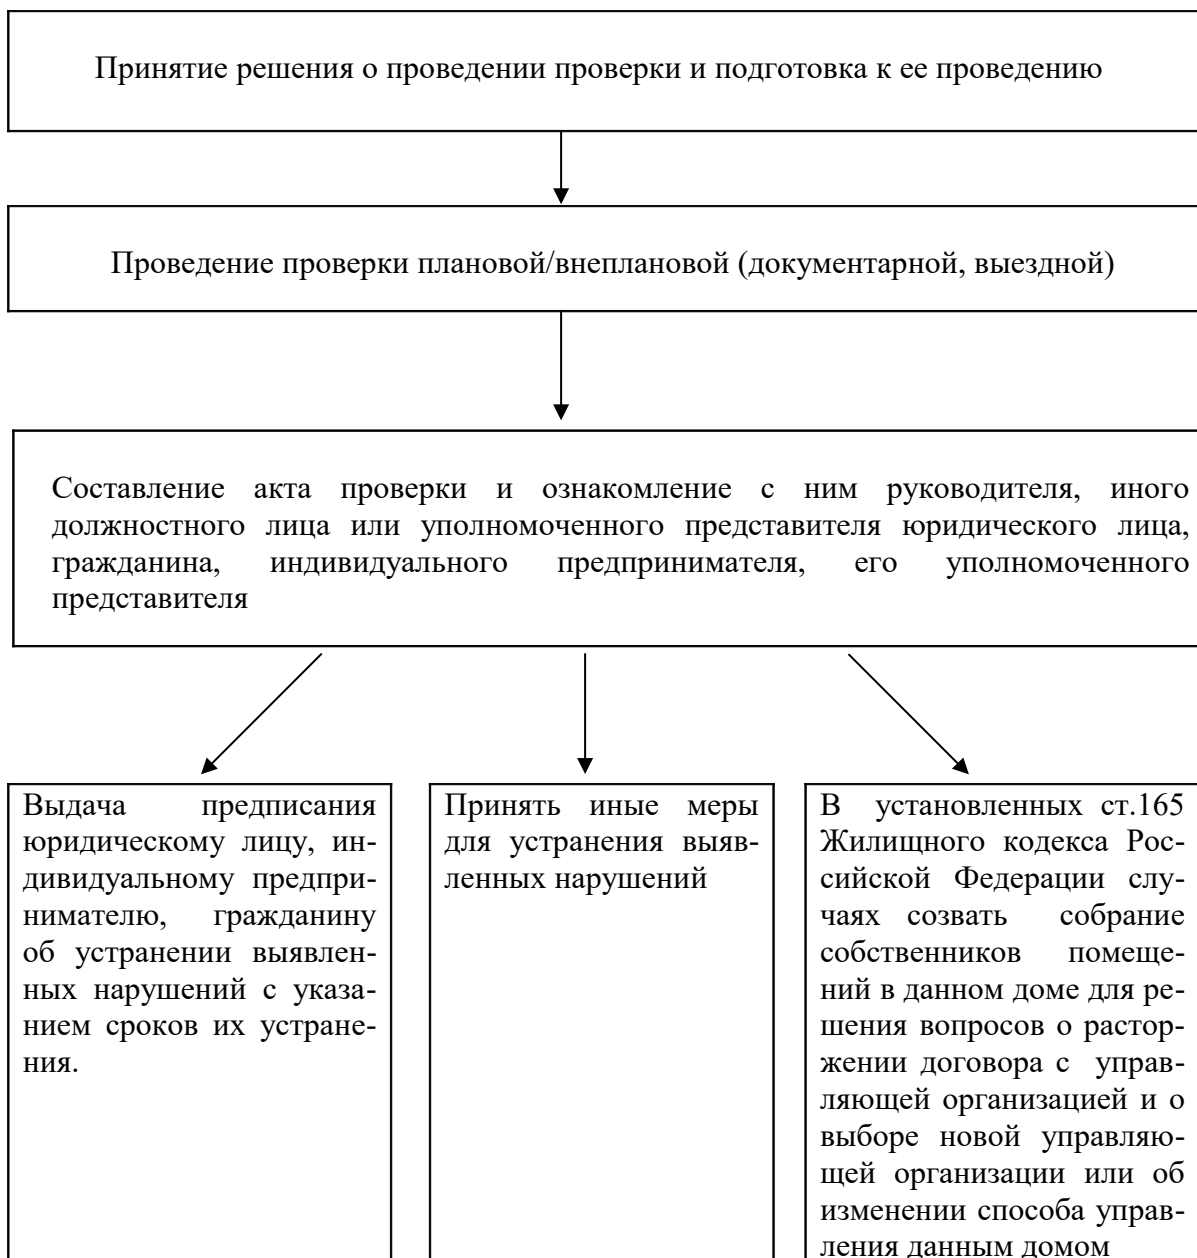 Принятие решения о проведении проверки и подготовка к ее проведению
Проведение проверки плановой/внеплановой (документарной, выездной)
Составление акта проверки и ознакомление с ним руководителя, иного
должностного лица или уполномоченного представителя юридического лица,
гражданина, индивидуального предпринимателя, его уполномоченного
представителя
Выдача предписания
юридическому лицу, ин-
дивидуальному предпри-
нимателю, гражданину
об устранении выявлен-
ных нарушений с указа-
нием сроков их устране-
ния.
Принять иные меры
для устранения выяв-
ленных нарушений
В установленных ст.165
Жилищного кодекса Рос-
сийской Федерации слу-
чаях созвать собрание
собственников помеще-
ний в данном доме для ре-
шения вопросов о растор-
жении договора с управ-
ляющей организацией и о
выборе новой управляю-
щей организации или об
изменении способа управ-
ления данным домом